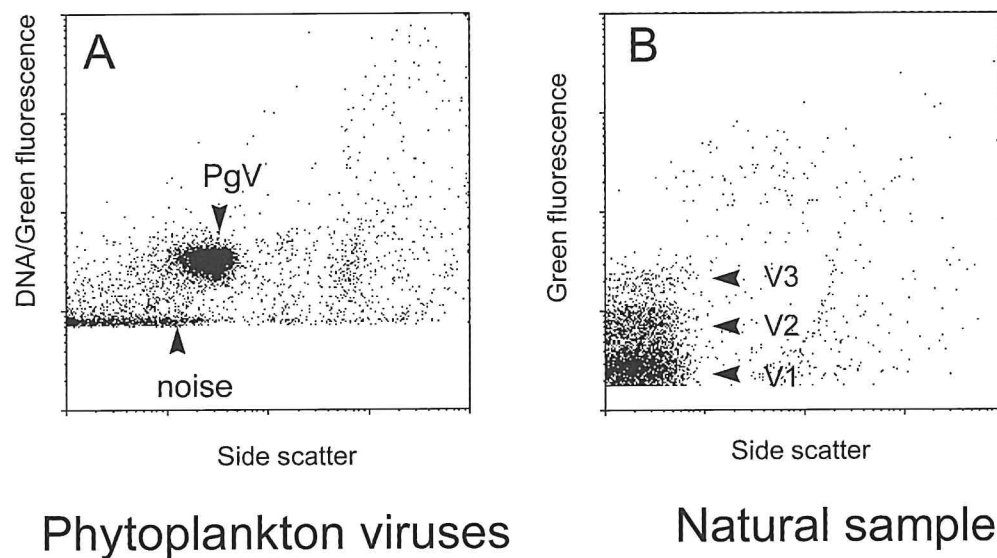 A
DNA/Green fluorescence
PgV
noise
Side scatter
Phytoplankton viruses
B
Green fluorescence
V3
V2
V1
Side scatter
Natural sample